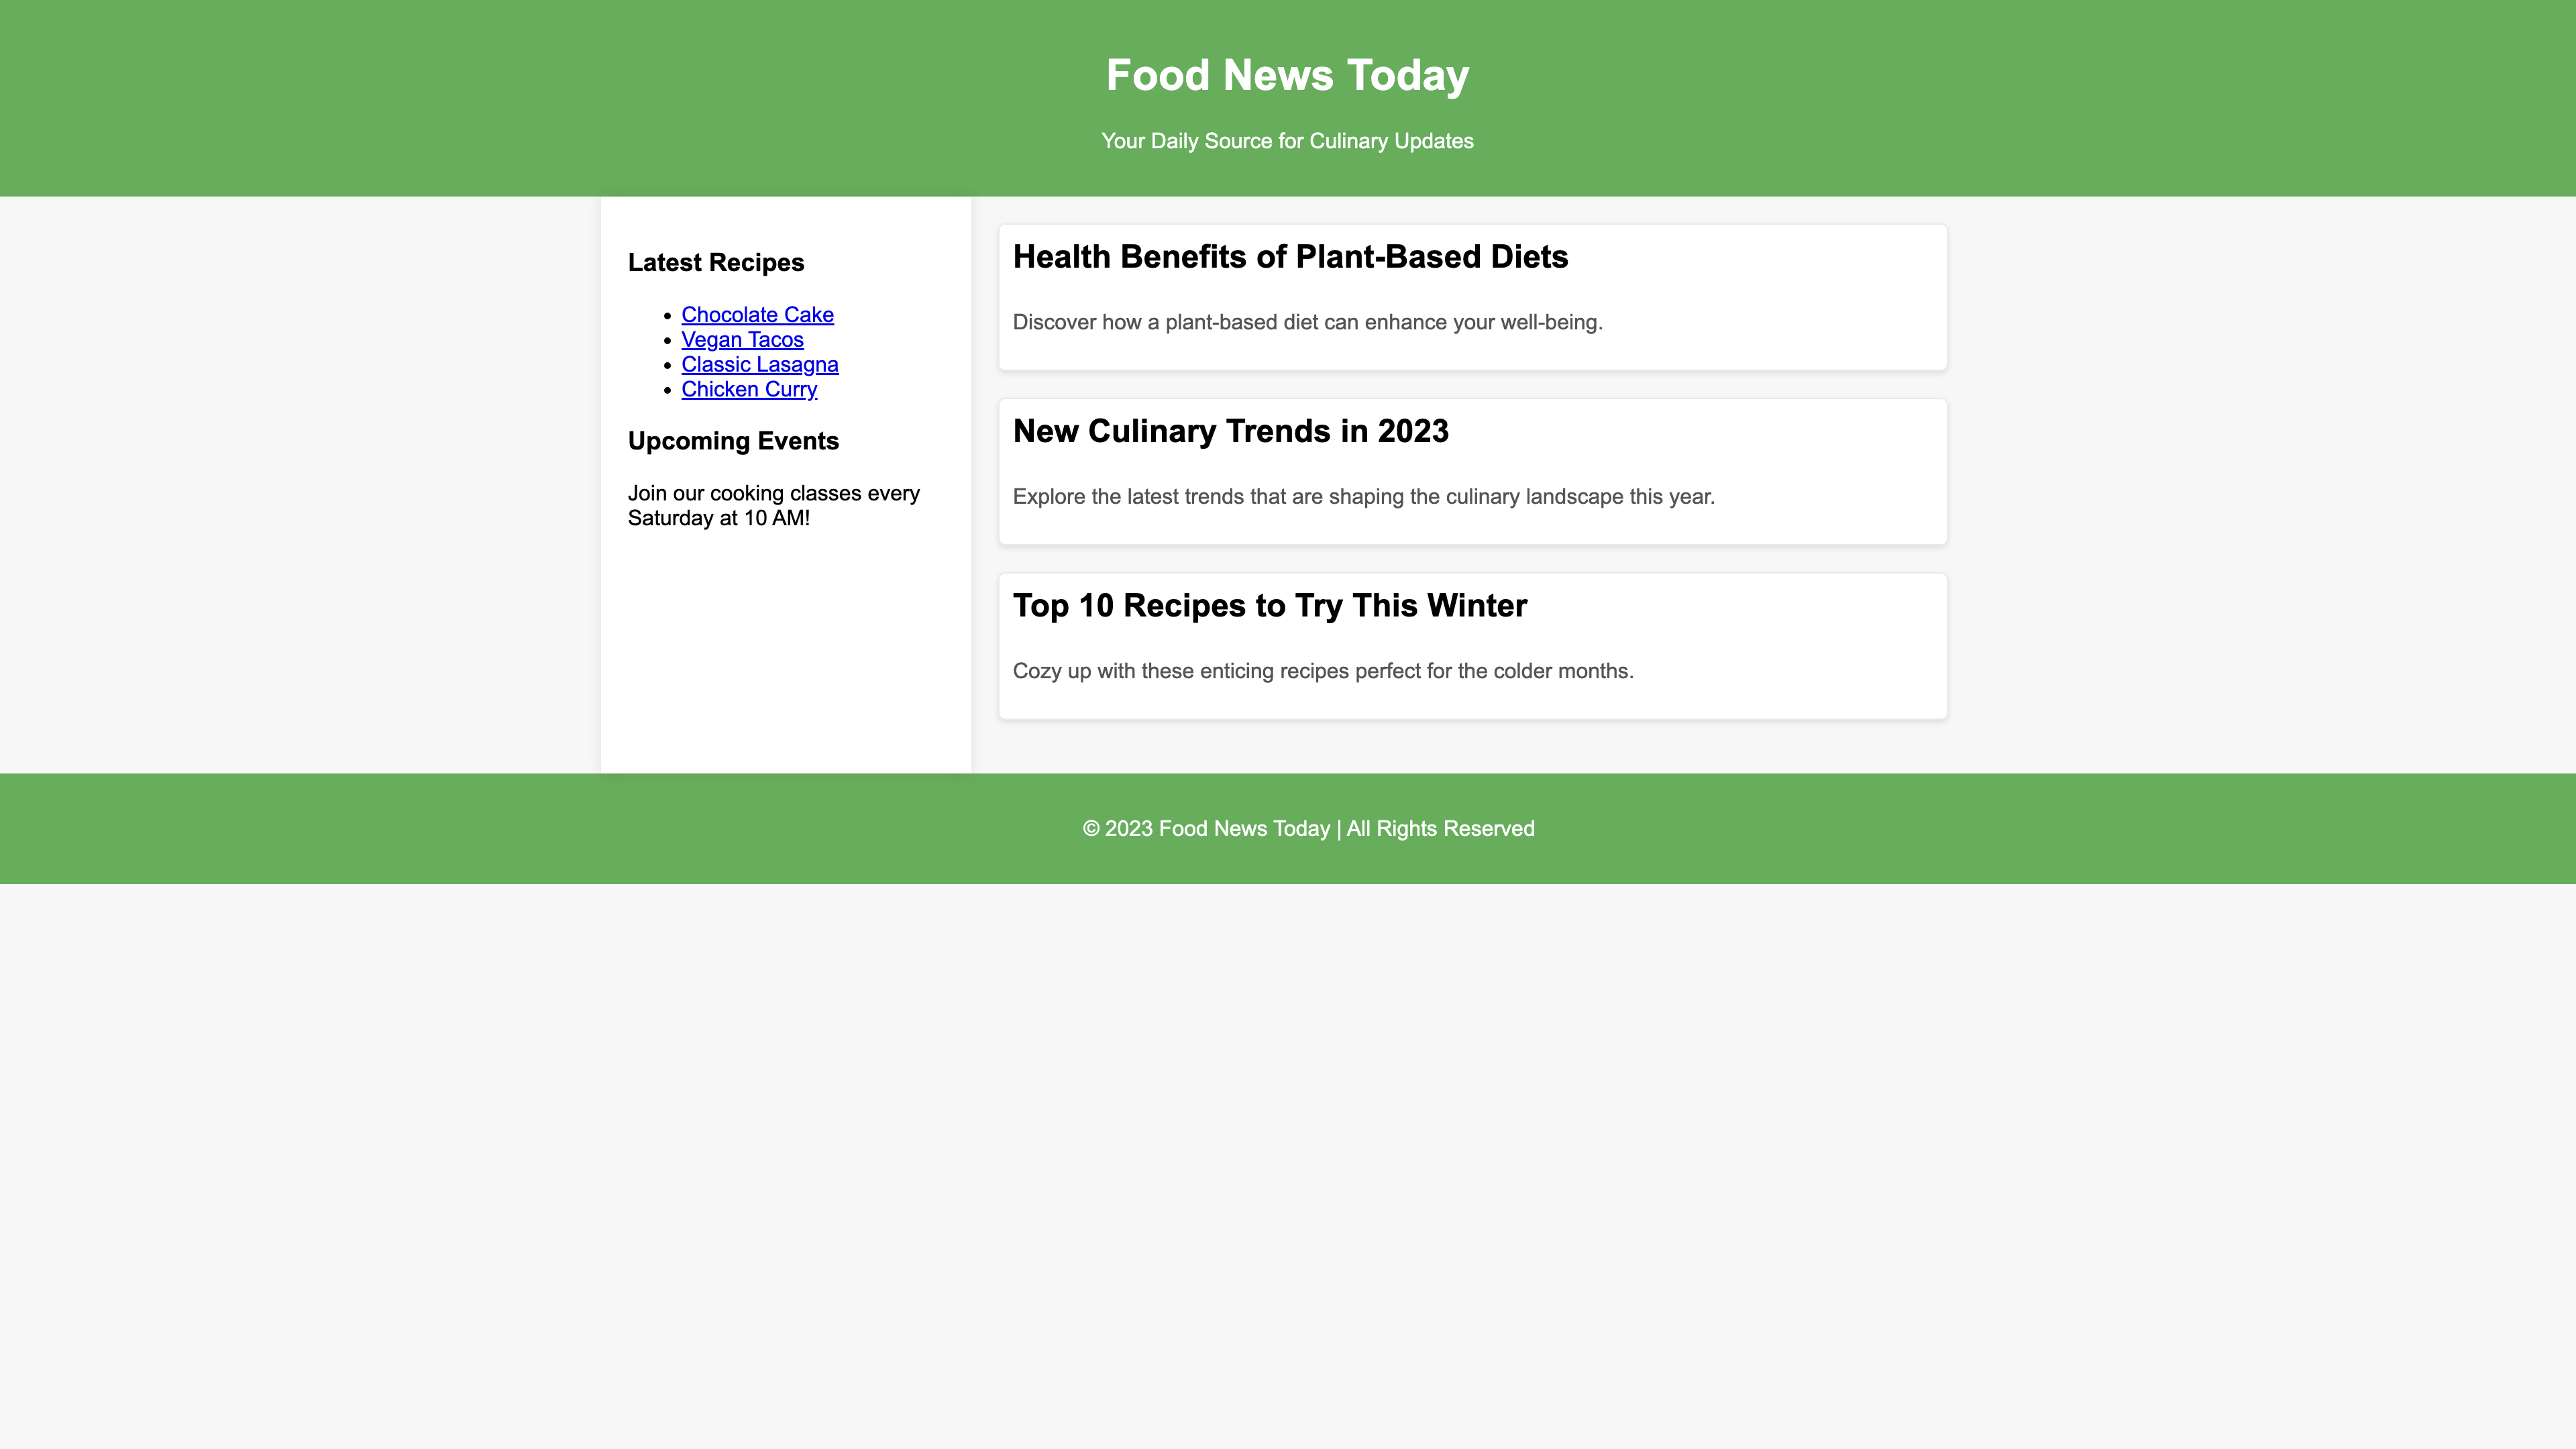 Food News Today
Your Daily Source for Culinary Updates
Latest Recipes
Chocolate Cake
Vegan Tacos
Classic Lasagna
Chicken Curry
Upcoming Events
Join our cooking classes every
Saturday at 10 AM!
Health Benefits of Plant-Based Diets
Discover how a plant-based diet can enhance your well-being.
New Culinary Trends in 2023
Explore the latest trends that are shaping the culinary landscape this year.
Top 10 Recipes to Try This Winter
Cozy up with these enticing recipes perfect for the colder months.
© 2023 Food News Today | All Rights Reserved